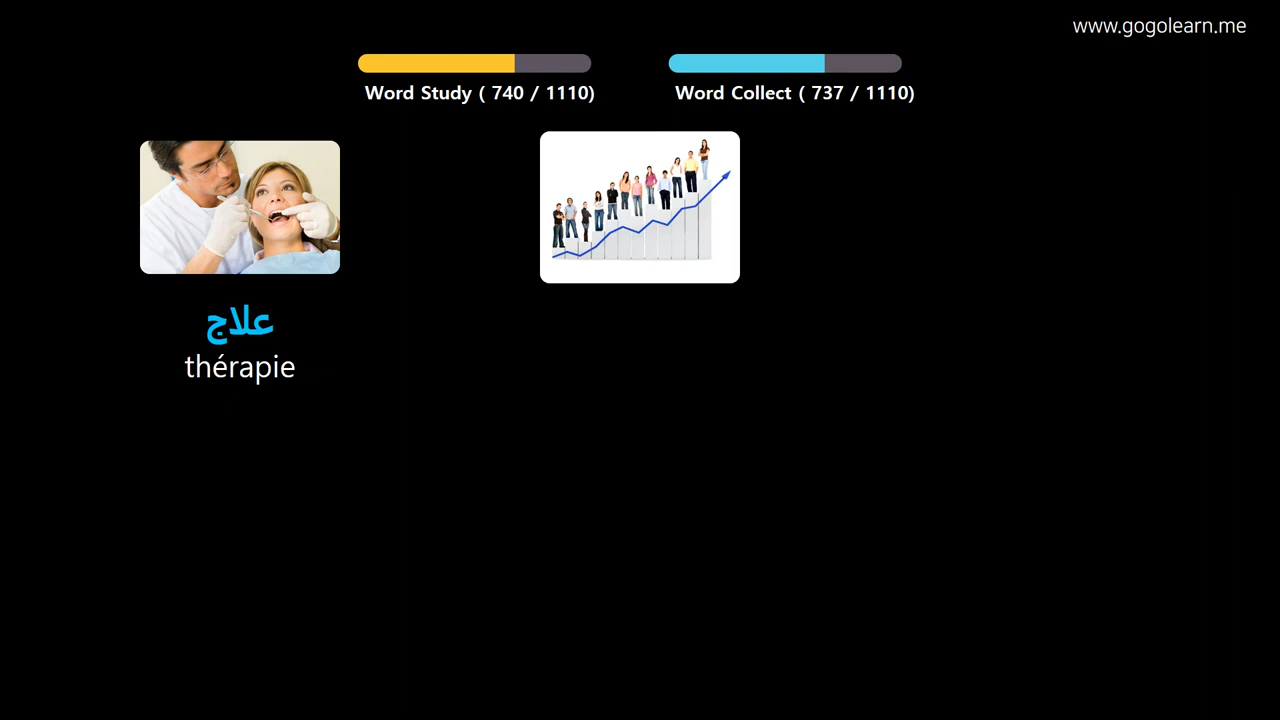 www.gogolearn.me
Word Study ( 740 / 1110)
Word Collect ( 737 / 1110)
علاج
thérapie